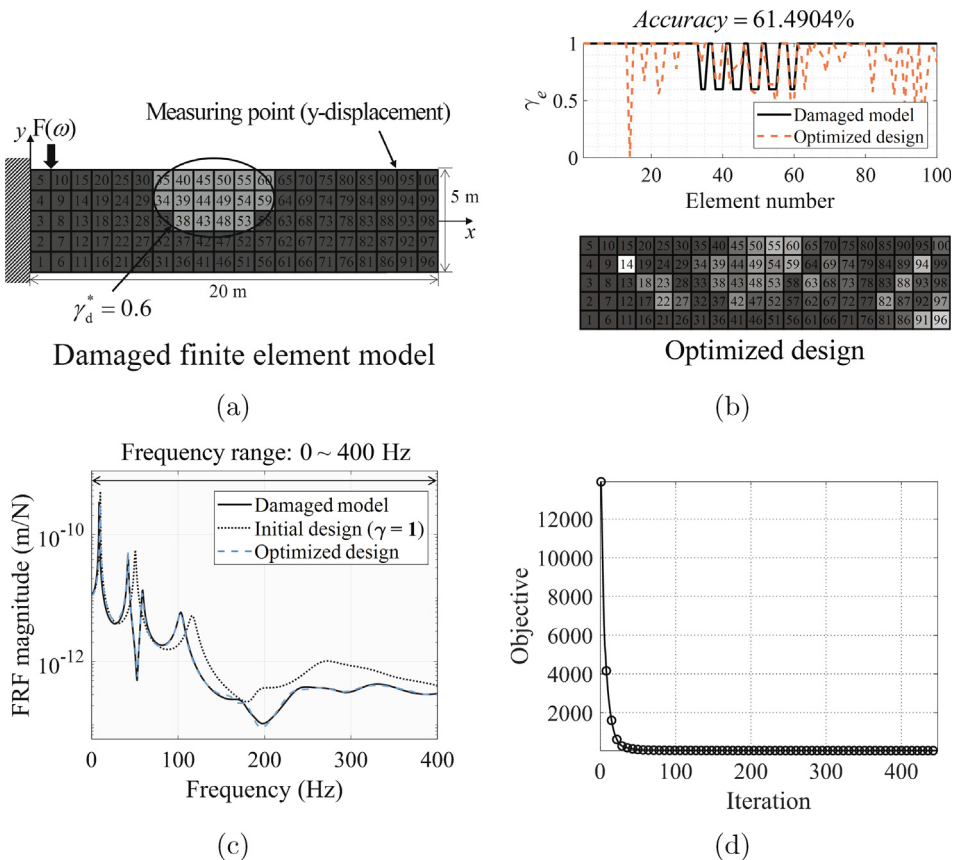 Measuring point (y-displacement)
y F(ω)
5 10 15 20 25 30 35 40 45 50 55 60 65 70 75 80 85 90 95 100
4 9 14 19 24 29 34 39 44 49 54 59 64 69 74 79 84 89 94 99
3 8 13 18 23 28 38 43 48 53 58 63 68 73 78 83 88 93 98
2 7 12 17 22 27 32 37 42 47 52 57 62 67 72 77 82 87 92 97
1 6 11 16 21 26 31 36 41 46 51 56 61 66 71 76 81 86 91 96
5 m
x
20 m
γ*d = 0.6
Damaged finite element model
(a)
Accuracy = 61.4904%
γe
1
0.5
0
Damaged model
Optimized design
20 40 60 80 100
Element number
5 10 15 20 25 30 35 40 45 50 55 60 65 70 75 80 85 90 95 100
4 9 14 19 24 29 34 39 44 49 54 59 64 69 74 79 84 89 94 99
3 8 13 18 23 28 33 38 43 48 53 58 63 68 73 78 83 88 93 98
2 7 12 17 22 27 32 37 42 47 52 57 62 67 72 77 82 87 92 97
1 6 11 16 21 26 31 36 41 46 51 56 61 66 71 76 81 86 91 96
Optimized design
(b)
Frequency range: 0 ~ 400 Hz
FRF magnitude (m/N)
10-10
10-12
Damaged model
Initial design (γ = 1)
Optimized design
0 100 200 300 400
Frequency (Hz)
(c)
Objective
12000
10000
8000
6000
4000
2000
0 100 200 300 400
Iteration
(d)